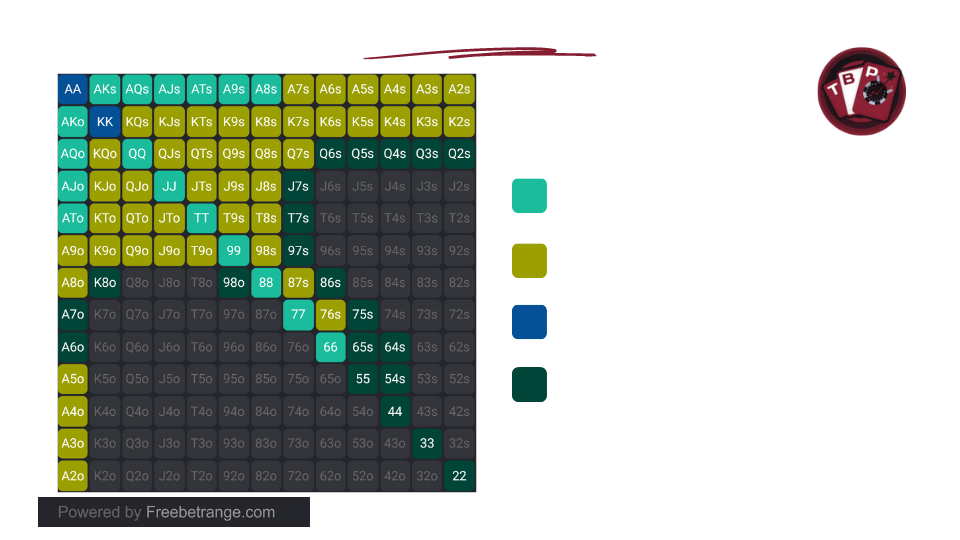 AA AKs AQs AJs ATs A9s A8s A7s A6s A5s A4s A3s A2s
AKo KK KQs KJs KTs K9s K8s K7s K6s K5s K4s K3s K2s
AQo KQo QQ QJs QTs Q9s Q8s Q7s Q6s Q5s Q4s Q3s Q2s
AJo KJo QJo JJ JTs J9s J8s J7s J6s J5s J4s J3s J2s
ATo KTo QTo JTo TT T9s T8s T7s T6s T5s T4s T3s T2s
A9o K9o Q9o J9o T9o 99 98s 97s 96s 95s 94s 93s 92s
A8o K8o Q8o J8o T8o 98o 88 87s 86s 85s 84s 83s 82s
A7o K7o Q7o J7o T7o 97o 87o 77 76s 75s 74s 73s 72s
A6o K6o Q6o J6o T6o 96o 86o 76o 66 65s 64s 63s 62s
A5o K5o Q5o J5o T5o 95o 85o 75o 65o 55 54s 53s 52s
A4o K4o Q4o J4o T4o 94o 84o 74o 64o 54o 44 43s 42s
A3o K3o Q3o J3o T3o 93o 83o 73o 63o 53o 43o 33 32s
A2o K2o Q2o J2o T2o 92o 82o 72o 62o 52o 42o 32o 22
TBP
Powered by Freebetrange.com